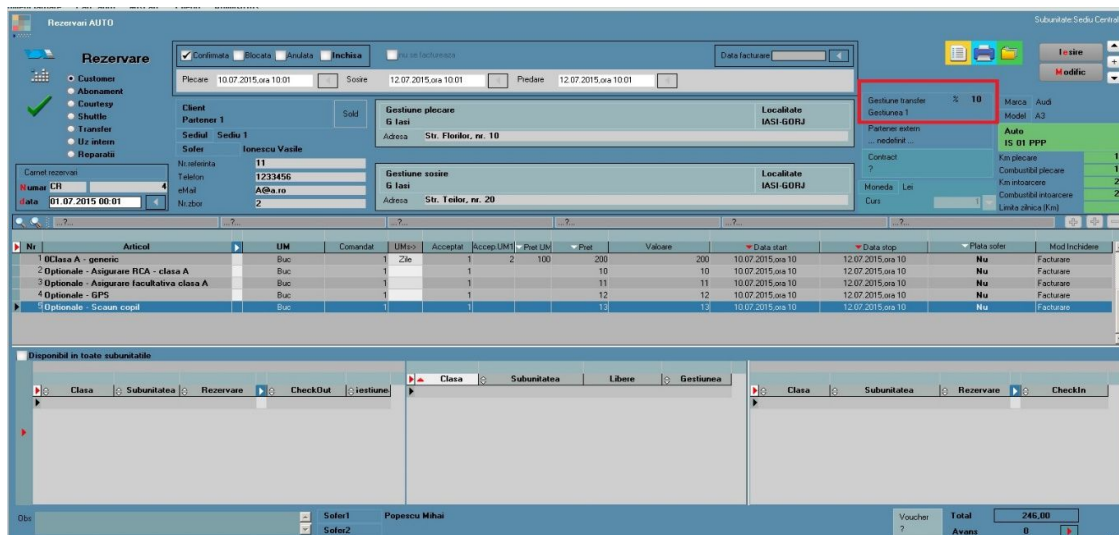 Rezervari AUTO
Subunitate Sediu Central
Rezervare
Customer
Abonament
Courtesy
Shuttle
Transfer
Uz intern
Reparatii
Confirmata Blocata Anulata Inchisa nu se factureaza Data facturare
Plecare 10.07.2015,ora 10:01 Sosire 12.07.2015,ora 10:01 Predare 12.07.2015,ora 10:01
Iesire
Modific
Client
Partener 1
Sold
Sediul Sediu 1
Sofer Ionescu Vasile
Nr.referinta 11
Telefon 1233456
eMail A@a.ro
Nr.zbor 2
Gestiune plecare Localitate
G Iasi IASI-GORJ
Adresa Str. Florilor, nr. 10
Gestiune sosire Localitate
G Iasi IASI-GORJ
Adresa Str. Teilor, nr. 20
Gestiune transfer % 10
Gestiunea 1
Partener extern
... nedefinit ...
Contract
?
Moneda Lei
Curs 1
Marca Audi
Model A3
Auto
IS 01 PPP
Km plecare 1
Combustibil plecare 1
Km intoarcere 2
Combustibil intoarcere 2
Limita zilnica (Km)
Carnet rezervari
Numar CR 4
data 01.07.2015 00:01
...?... ...?... ...?... ...?... ...?... ...?...
Nr Articol UM Comandat UM>> Acceptat Accep.UM1 Pret UM Pret Valoare Data start Data stop Plata sofer Mod Inchidere
1 0Clasa A - generic Buc 1 Zile 1 2 100 200 200 10.07.2015,ora 10 12.07.2015,ora 10 Nu Facturare
2 Optionale - Asigurare RCA - clasa A Buc 1 1 10 10 10.07.2015,ora 10 12.07.2015,ora 10 Nu Facturare
3 Optionale - Asigurare facultativa clasa A Buc 1 1 11 11 10.07.2015,ora 10 12.07.2015,ora 10 Nu Facturare
4 Optionale - GPS Buc 1 1 12 12 10.07.2015,ora 10 12.07.2015,ora 10 Nu Facturare
5 Optionale - Scaun copil Buc 1 1 13 13 10.07.2015,ora 10 12.07.2015,ora 10 Nu Facturare
Disponibil in toate subunitatile
Clasa Subunitatea Rezervare CheckOut iestiune
Clasa Subunitatea Libere Gestiunea
Clasa Subunitatea Rezervare CheckIn
Obs
Sofer1 Popescu Mihai
Sofer2
Voucher
?
Total 246,00
Avans 0